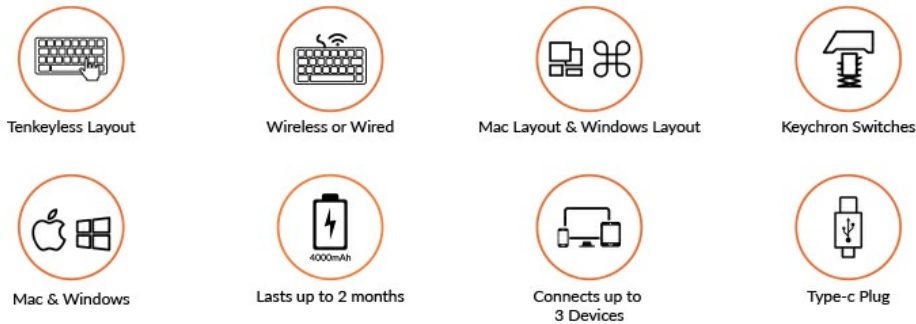 Tenkeyless Layout
Wireless or Wired
Mac Layout & Windows Layout
Keychron Switches
4000mAh
Mac & Windows
Lasts up to 2 months
Connects up to
3 Devices
Type-c Plug